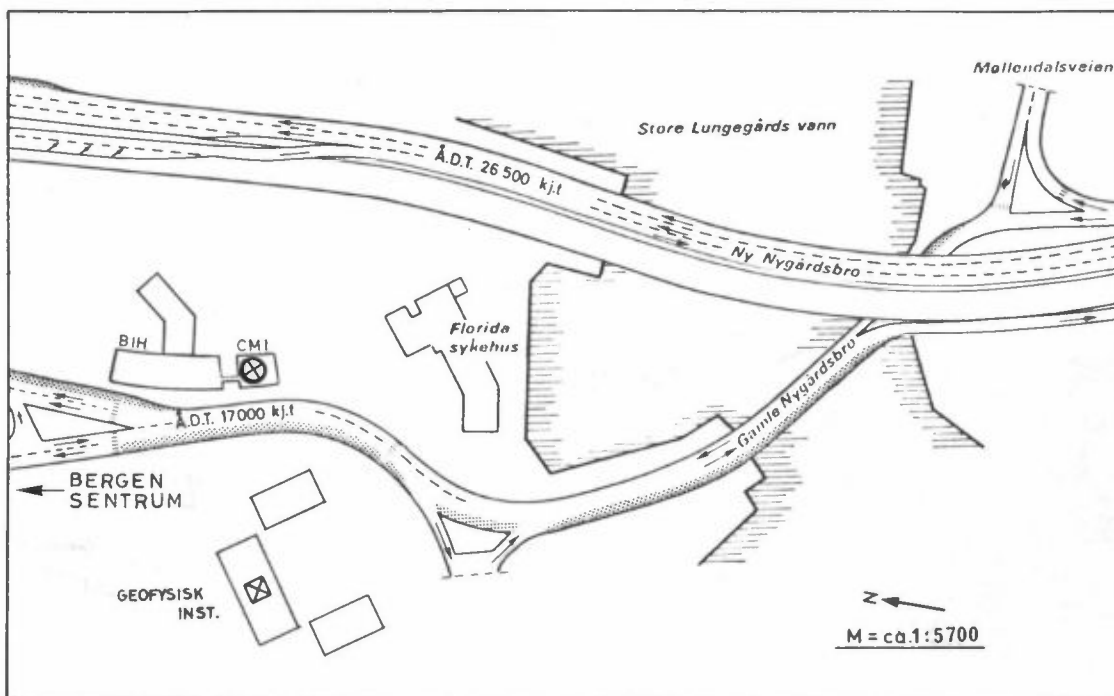 Møllendalsveien
Store Lungegårds vann
Å.D.T. 26 500 kj.t
Ny Nygårdsbro
BIH
CMI
Florida
sykehus
Gamle Nygårdsbro
Å.D.T. 17000 kj.t
BERGEN
SENTRUM
GEOFYSISK
INST.
N
M = ca.1:5700